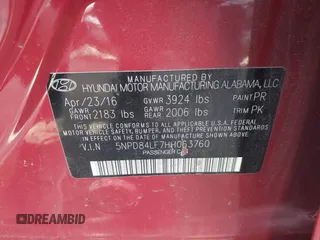 MANUFACTURED BY
HYUNDAI MOTOR MANUFACTURING ALABAMA, LLC
Apr/23/16 GVWR 3924 lbs PAINT PR
GAWR FRONT 2183 lbs GAWR REAR 2006 lbs TRIM PK
THIS VEHICLE CONFORMS TO ALL APPLICABLE
FEDERAL MOTOR VEHICLE SAFETY, BUMPER,
AND THEFT PREVENTION STANDARDS
IN EFFECT ON THE DATE OF MANUFACTURE SHOWN ABOVE.
V.I.N 5NPD84LF7HH063760
PASSENGER CAR
DREAMBID